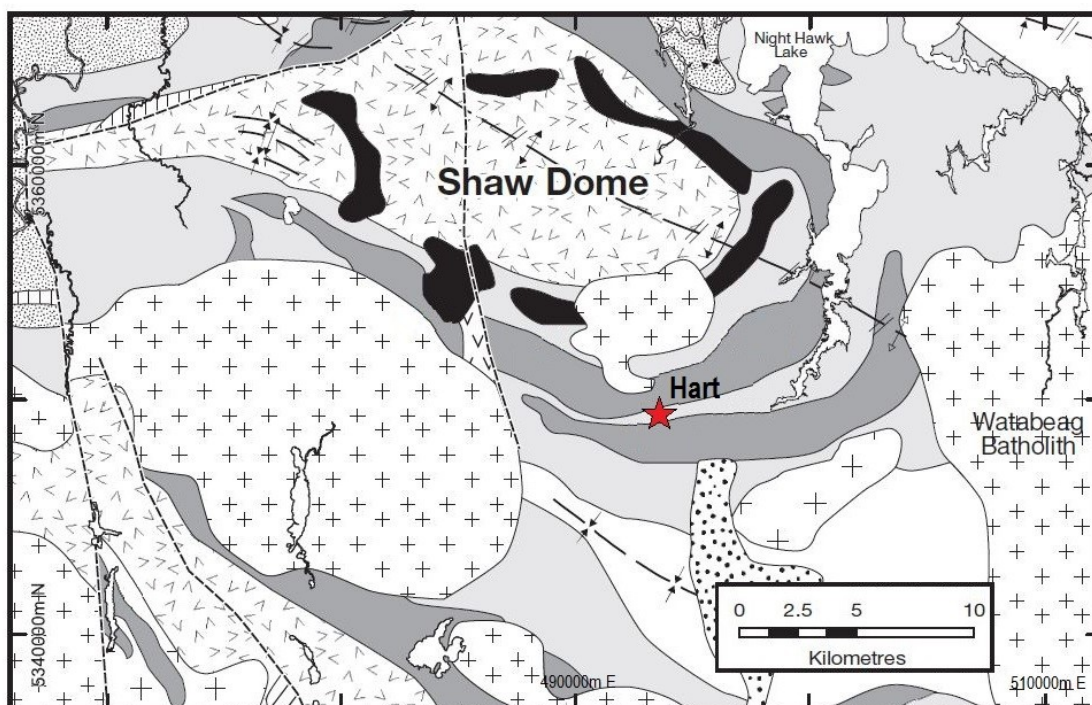 Night Hawk
Lake
5360000m N
Shaw Dome
Hart
Watabeag
Batholith
0 2.5 5 10
Kilometres
5340000m N
490000m E
510000m E